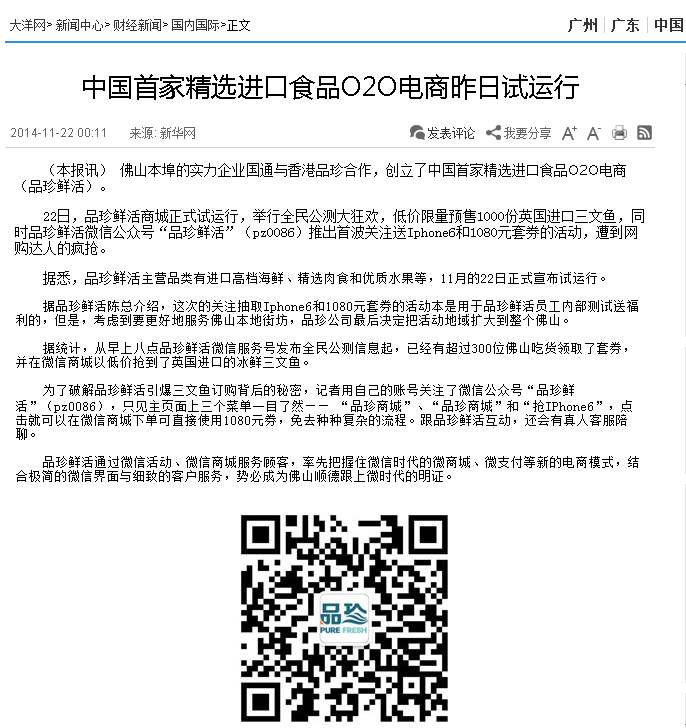 大洋网> 新闻中心> 财经新闻> 国内国际>正文
广州 广东 中国
中国首家精选进口食品O2O电商昨日试运行
2014-11-22 00:11 来源: 新华网
发表评论 我要分享 A+ A-
（本报讯） 佛山本埠的实力企业国通与香港品珍合作，创立了中国首家精选进口食品O2O电商
（品珍鲜活）。
22日，品珍鲜活商城正式试运行，举行全民公测大狂欢，低价限量预售1000份英国进口三文鱼，同
时品珍鲜活微信公众号“品珍鲜活”（pz0086）推出首波关注送Iphone6和1080元套券的活动，遭到网
购达人的疯抢。
据悉，品珍鲜活主营品类有进口高档海鲜、精选肉食和优质水果等，11月的22日正式宣布试运行。
据品珍鲜活陈总介绍，这次的关注抽取Iphone6和1080元套券的活动本是用于品珍鲜活员工内部测试送福
利的，但是，考虑到要更好地服务佛山本地街坊，品珍公司最后决定把活动地域扩大到整个佛山。
据统计，从早上八点品珍鲜活微信服务号发布全民公测信息起，已经有超过300位佛山吃货领取了套券，
并在微信商城以低价抢到了英国进口的冰鲜三文鱼。
为了破解品珍鲜活引爆三文鱼订购背后的秘密，记者用自己的账号关注了微信公众号“品珍鲜
活”（pz0086），只见主页面上三个菜单一目了然—— “品珍商城”、“品珍商城”和“抢IPhone6”，点
击就可以在微信商城下单可直接使用1080元券，免去种种复杂的流程。跟品珍鲜活互动，还会有真人客服陪
聊。
品珍鲜活通过微信活动、微信商城服务顾客，率先把握住微信时代的微商城、微支付等新的电商模式，结
合极简的微信界面与细致的客户服务，势必成为佛山顺德跟上微时代的明证。
品珍
PURE FRESH